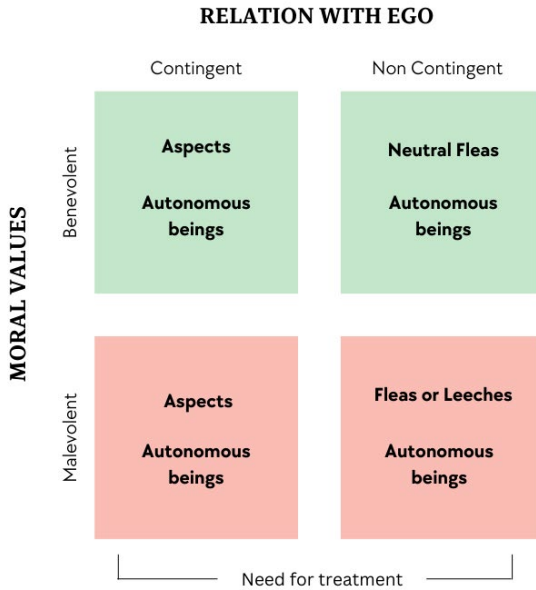 RELATION WITH EGO
Contingent
Non Contingent
MORAL VALUES
Benevolent
Aspects
Autonomous
beings
Neutral Fleas
Autonomous
beings
Malevolent
Aspects
Autonomous
beings
Fleas or Leeches
Autonomous
beings
Need for treatment